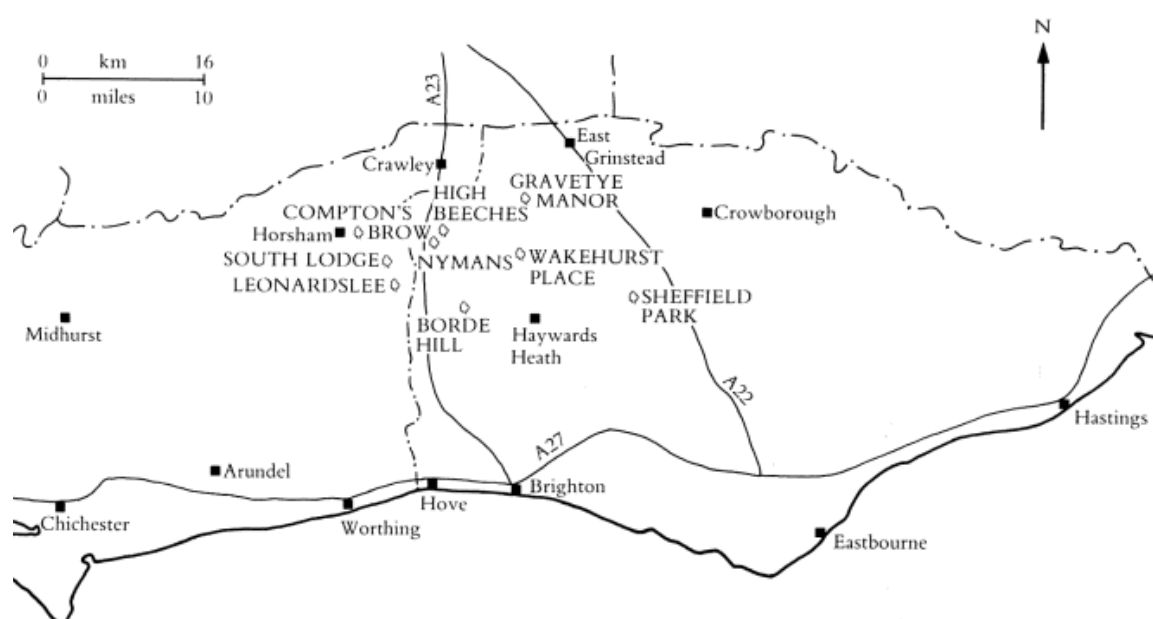 N
0 km 16
0 miles 10
A23
East
Grinstead
Crawley
GRAVETYE
MANOR
HIGH
BEECHES
COMPTON'S
BROW
Crowborough
Horsham
SOUTH LODGE
NYMANS
WAKEHURST
PLACE
LEONARDSLEE
SHEFFIELD
PARK
Midhurst
BORDE
HILL
Haywards
Heath
A22
Hastings
A27
Arundel
Brighton
Hove
Chichester
Worthing
Eastbourne